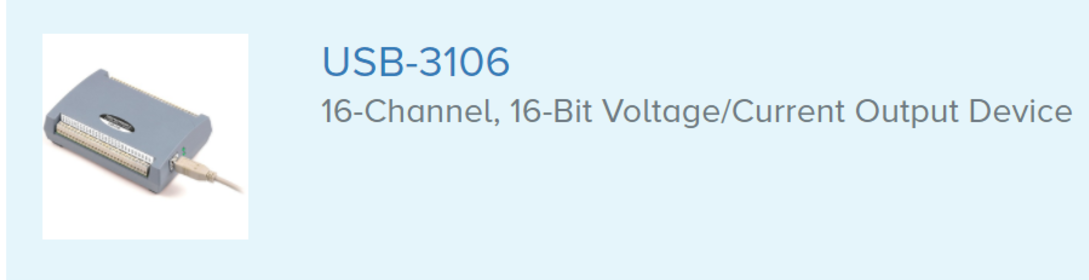 USB-3106
16-Channel, 16-Bit Voltage/Current Output Device